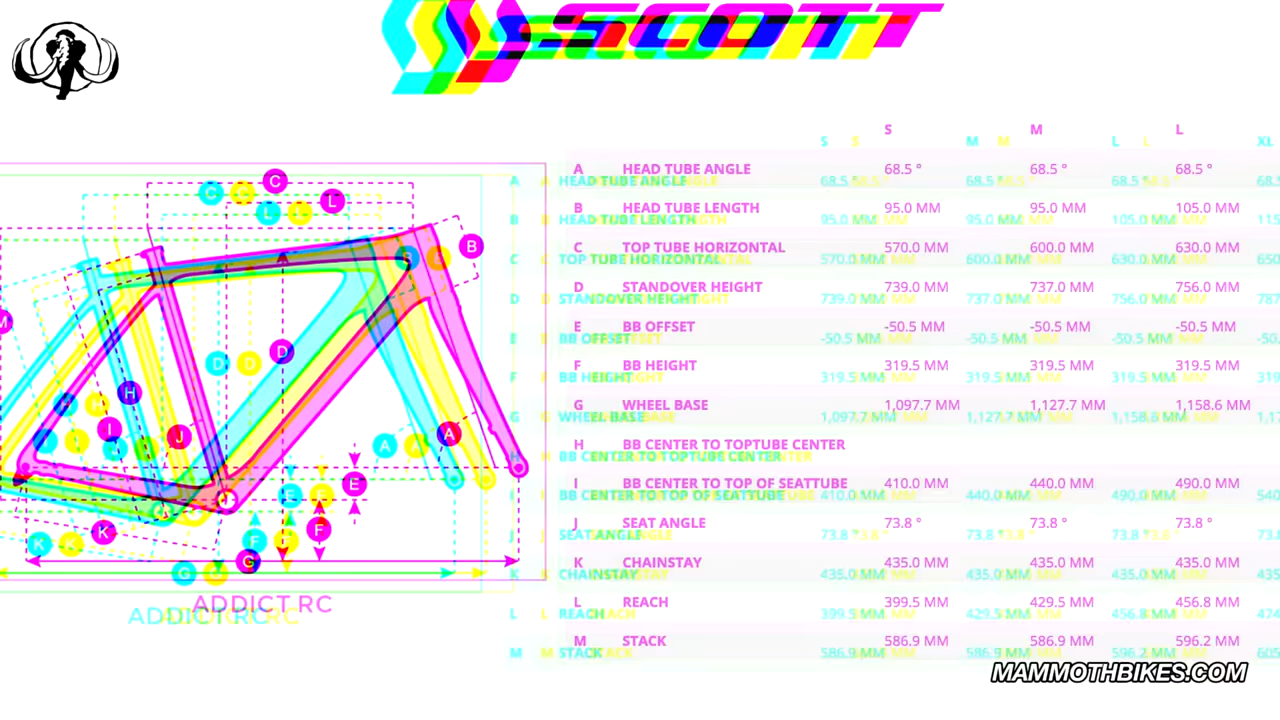 SCOTT
S M L XL
A HEAD TUBE ANGLE 68.5 ° 68.5 ° 68.5 °
B HEAD TUBE LENGTH 95.0 MM 95.0 MM 105.0 MM
C TOP TUBE HORIZONTAL 570.0 MM 600.0 MM 630.0 MM
D STANDOVER HEIGHT 739.0 MM 737.0 MM 756.0 MM
E BB OFFSET -50.5 MM -50.5 MM -50.5 MM
F BB HEIGHT 319.5 MM 319.5 MM 319.5 MM
G WHEEL BASE 1,097.7 MM 1,127.7 MM 1,158.6 MM
H BB CENTER TO TOPTUBE CENTER
I BB CENTER TO TOP OF SEATTUBE 410.0 MM 440.0 MM 490.0 MM
J SEAT ANGLE 73.8 ° 73.8 ° 73.8 °
K CHAINSTAY 435.0 MM 435.0 MM 435.0 MM
L REACH 399.5 MM 429.5 MM 456.8 MM
M STACK 586.9 MM 586.9 MM 596.2 MM
C
L
B
M
D
H
I
J
A
E
K
F
G
ADDICT RC
MAMMOTHBIKES.COM